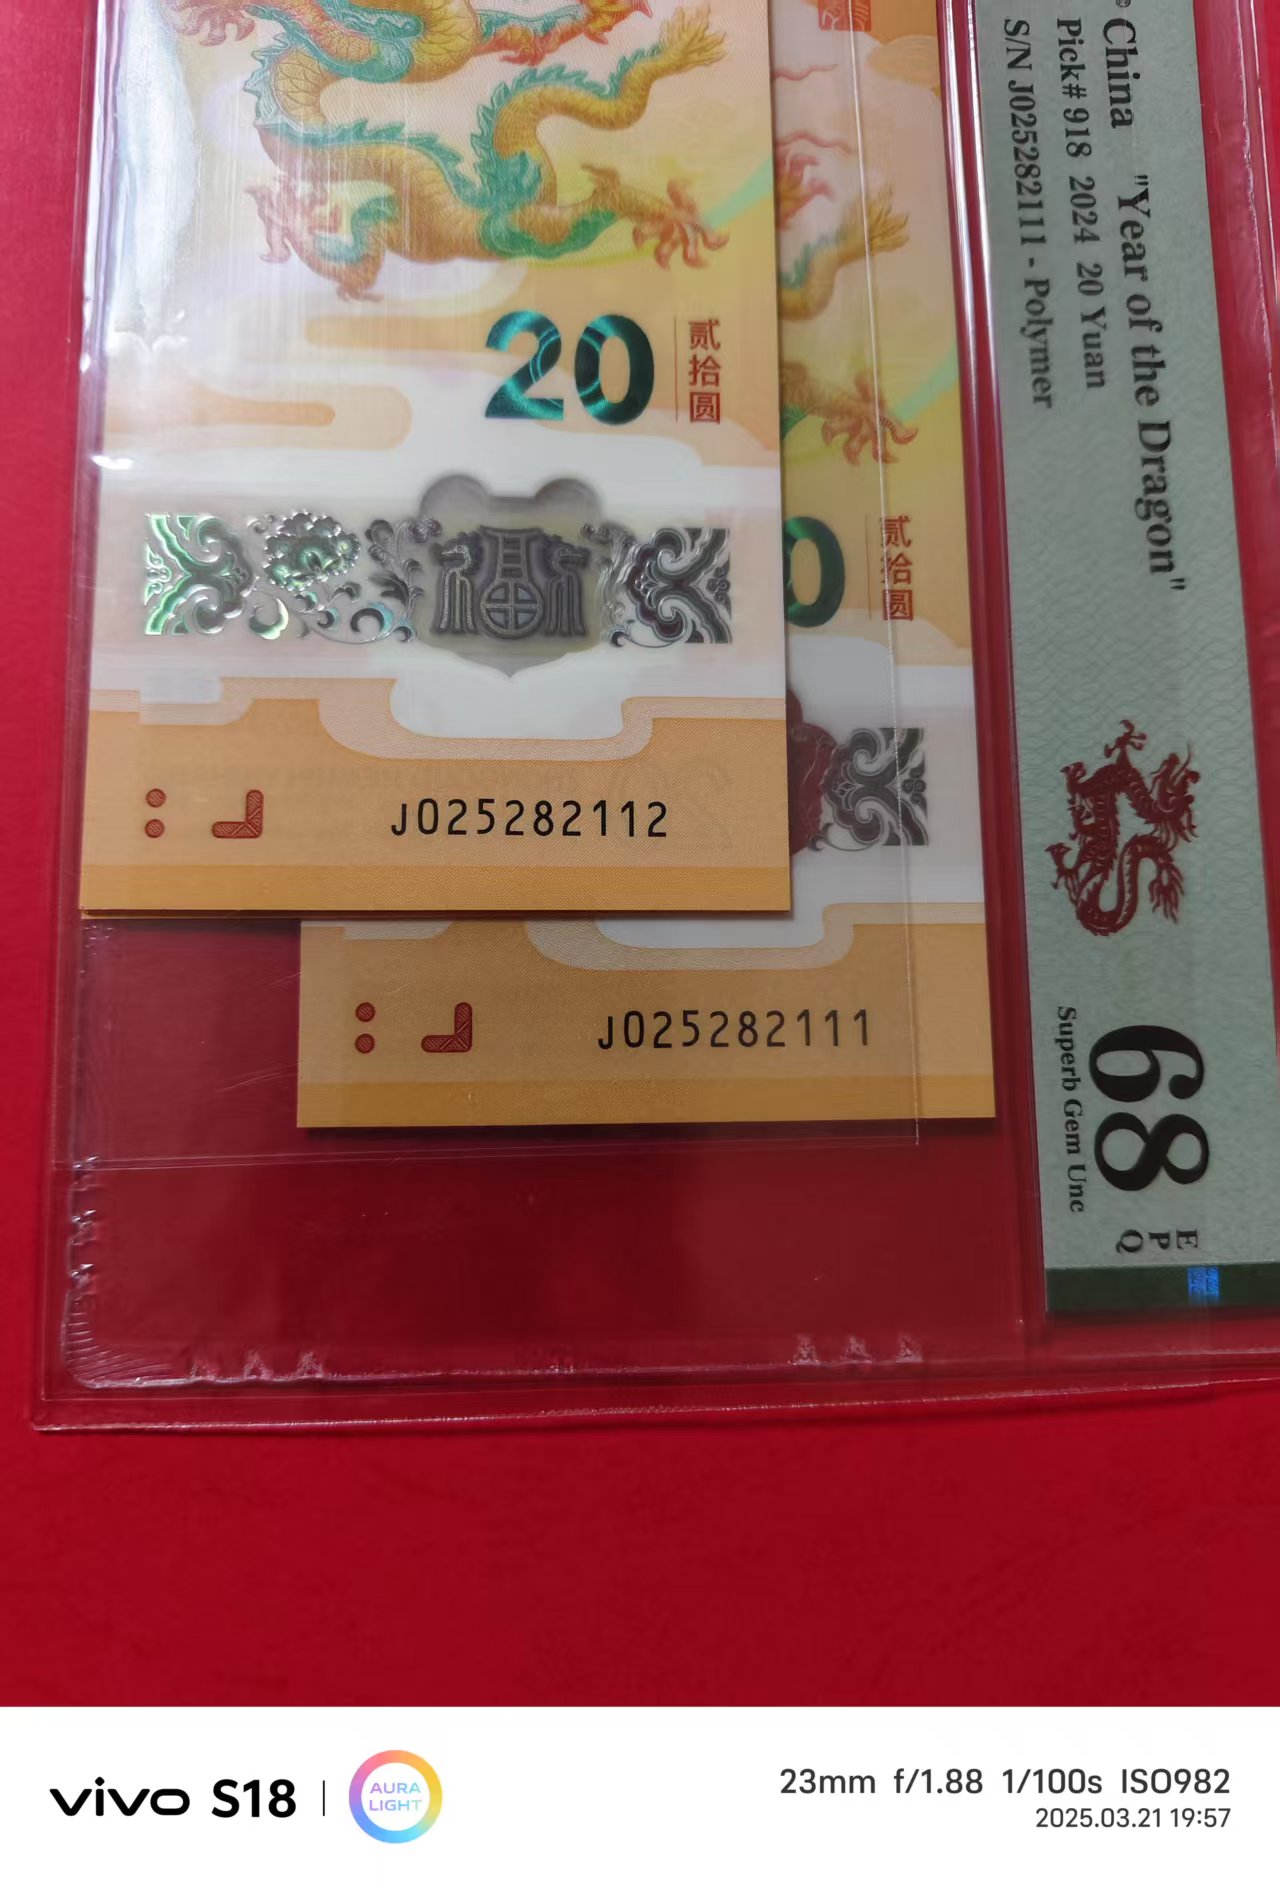 China "Year of the Dragon"
Pick# 918 2024 20 Yuan
S/N J025282111 - Polymer
68
E
P
Q
Superb Gem Unc
20
贰拾圆
J025282112
0
贰拾圆
J025282111
vivo S18
AURA
LIGHT
23mm f/1.88 1/100s ISO982
2025.03.21 19:57